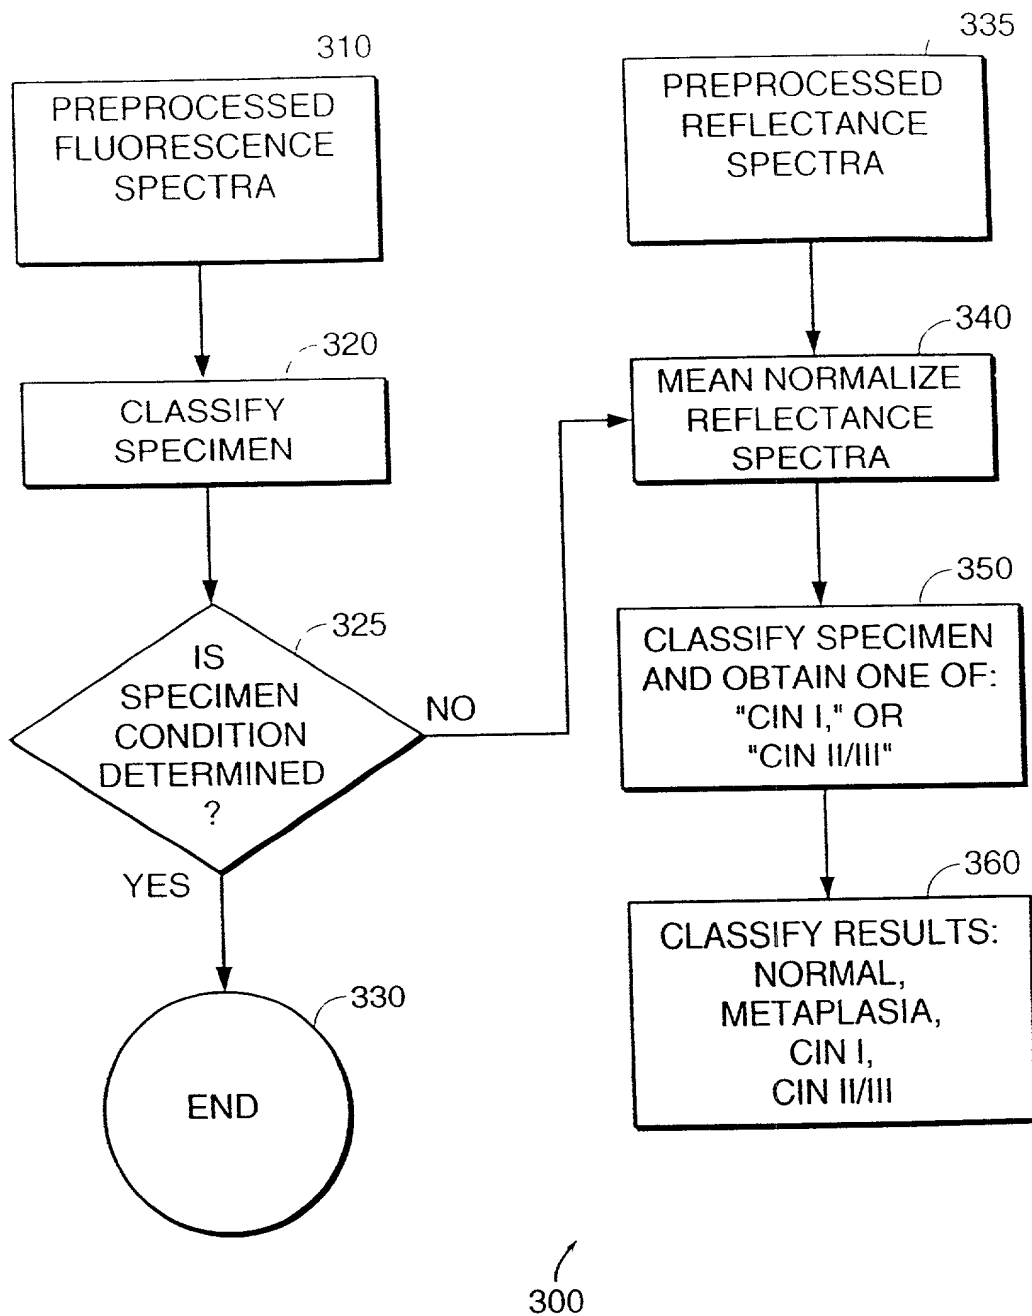 310
PREPROCESSED
FLUORESCENCE
SPECTRA
320
CLASSIFY
SPECIMEN
325
IS
SPECIMEN
CONDITION
DETERMINED
?
NO
YES
330
END
335
PREPROCESSED
REFLECTANCE
SPECTRA
340
MEAN NORMALIZE
REFLECTANCE
SPECTRA
350
CLASSIFY SPECIMEN
AND OBTAIN ONE OF:
"CIN I," OR
"CIN II/III"
360
CLASSIFY RESULTS:
NORMAL,
METAPLASIA,
CIN I,
CIN II/III
300